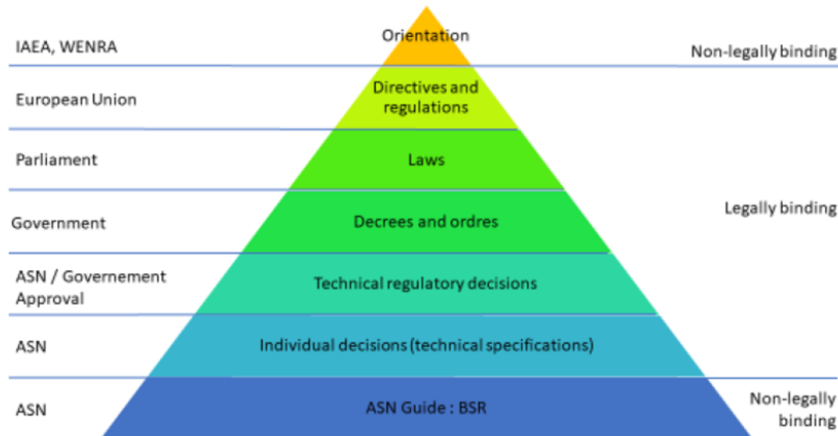 IAEA, WENRA
Orientation
Non-legally binding
European Union
Directives and
regulations
Parliament
Laws
Legally binding
Government
Decrees and ordres
ASN / Governement
Approval
Technical regulatory decisions
ASN
Individual decisions (technical specifications)
ASN
ASN Guide : BSR
Non-legally
binding